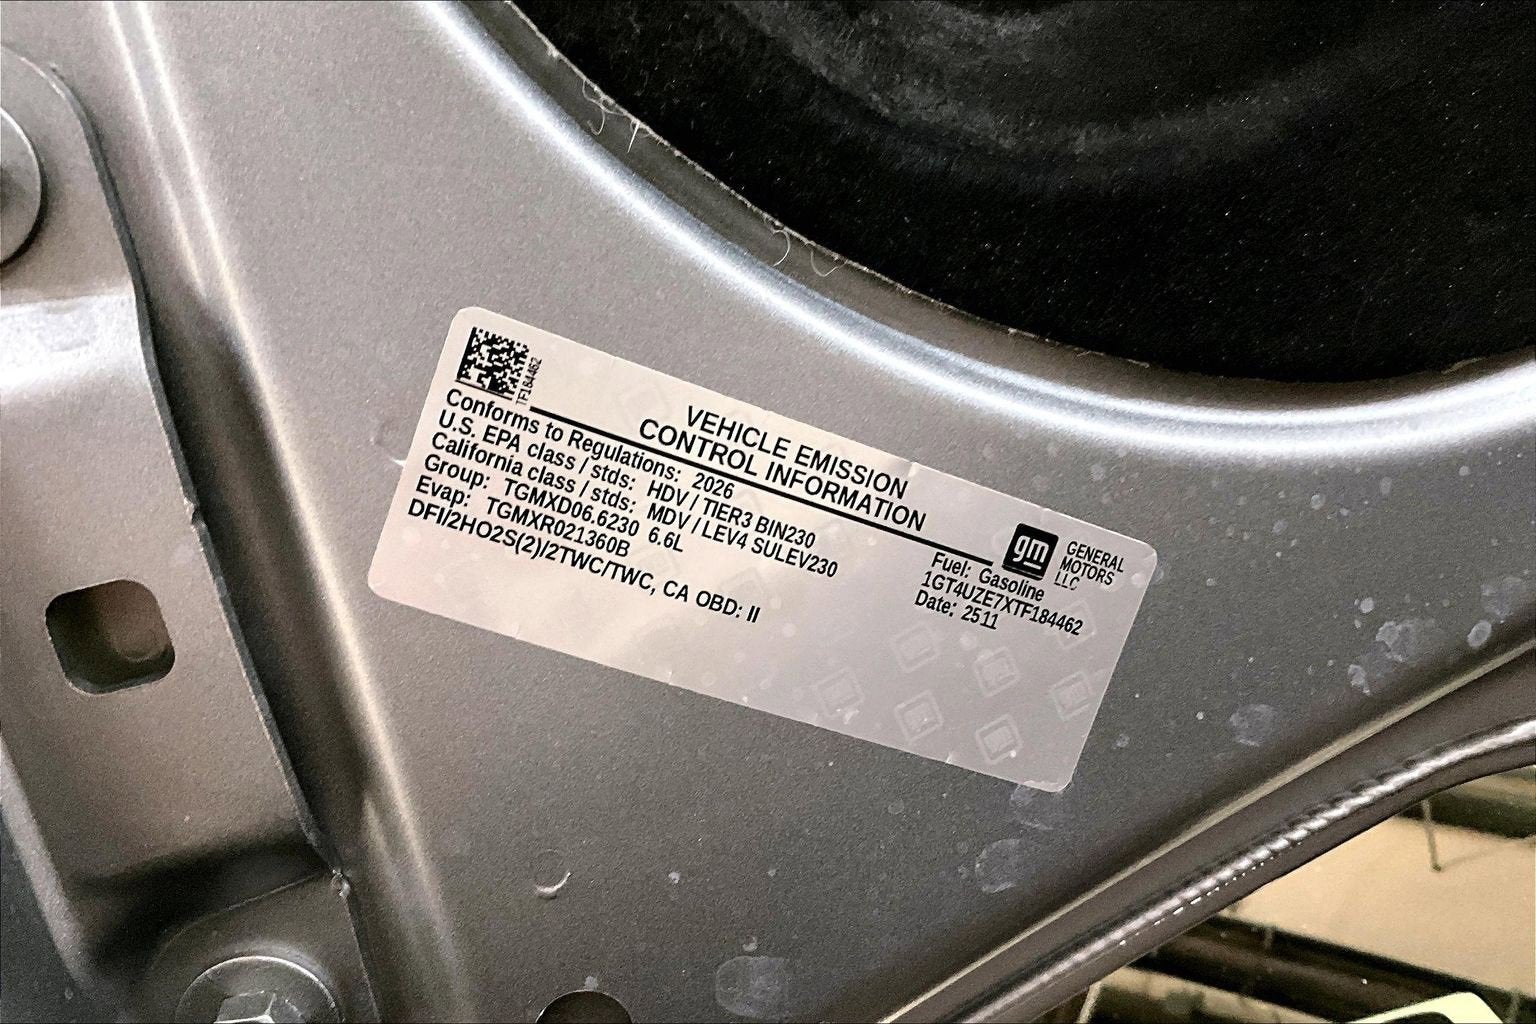 TF184462
VEHICLE EMISSION
CONTROL INFORMATION
Conforms to Regulations: 2026
U.S. EPA class / stds: HDV / TIER3 BIN230
California class / stds: MDV / LEV4 SULEV230
Group: TGMXD06.6230 6.6L
Evap: TGMXR021360B
DFI/2HO2S(2)/2TWC/TWC, CA OBD: II
gm
GENERAL
MOTORS
LLC
Fuel: Gasoline
1GT4UZE7XTF184462
Date: 2511